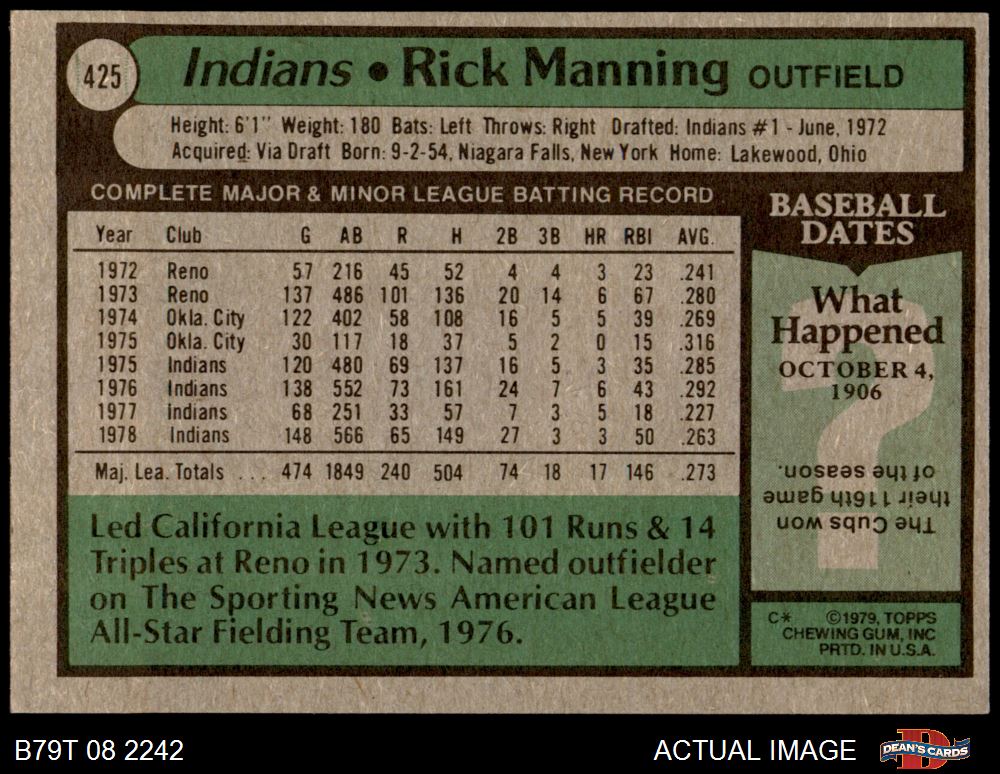 425
Indians • Rick Manning OUTFIELD
Height: 6'1" Weight: 180 Bats: Left Throws: Right Drafted: Indians #1 - June, 1972
Acquired: Via Draft Born: 9-2-54, Niagara Falls, New York Home: Lakewood, Ohio
COMPLETE MAJOR & MINOR LEAGUE BATTING RECORD
Year Club G AB R H 2B 3B HR RBI AVG.
1972 Reno 57 216 45 52 4 4 3 23 .241
1973 Reno 137 486 101 136 20 14 6 67 .280
1974 Okla. City 122 402 58 108 16 5 5 39 .269
1975 Okla. City 30 117 18 37 5 2 0 15 .316
1975 Indians 120 480 69 137 16 5 3 35 .285
1976 Indians 138 552 73 161 24 7 6 43 .292
1977 Indians 68 251 33 57 7 3 5 18 .227
1978 Indians 148 566 65 149 27 3 3 50 .263
Maj. Lea. Totals ... 474 1849 240 504 74 18 17 146 .273
Led California League with 101 Runs & 14
Triples at Reno in 1973. Named outfielder
on The Sporting News American League
All-Star Fielding Team, 1976.
BASEBALL
DATES
What
Happened
OCTOBER 4,
1906
?
The Cubs won
their 116th game
of the season.
C* ©1979, TOPPS
CHEWING GUM, INC
PRTD. IN U.S.A.
B79T 08 2242
ACTUAL IMAGE
DEAN'S CARDS